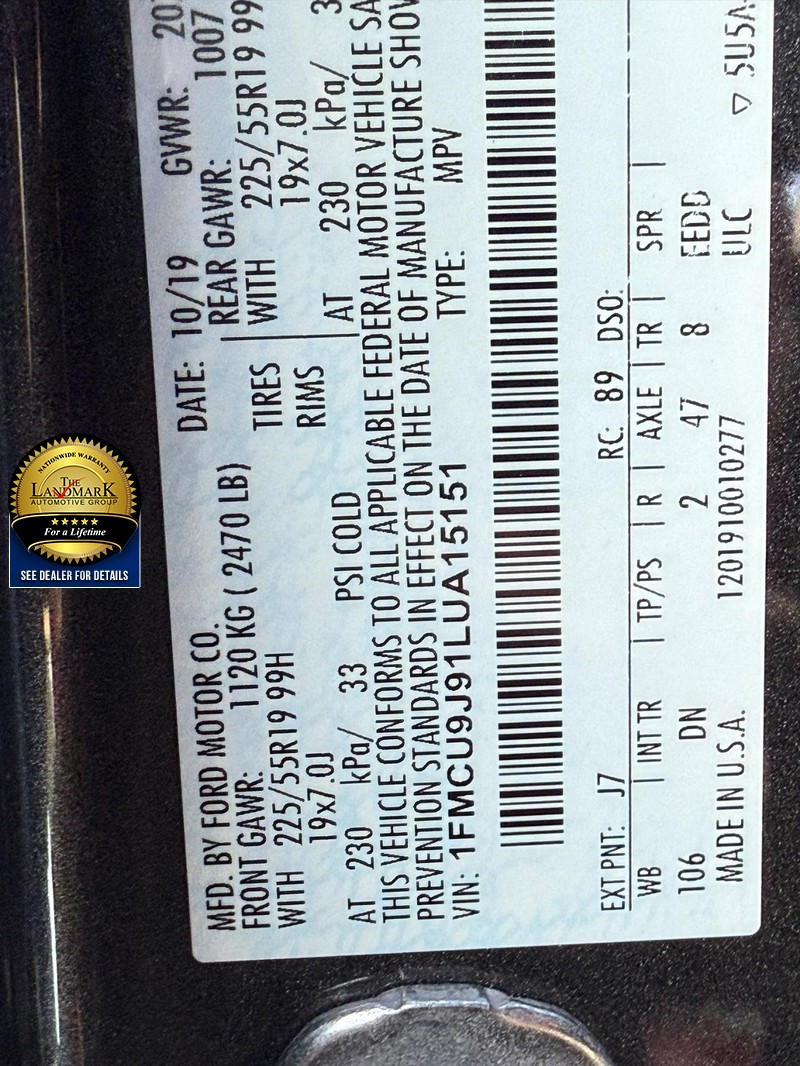 MFD. BY FORD MOTOR CO.
DATE: 10/19
GVWR:
FRONT GAWR:
1120 KG ( 2470 LB)
REAR GAWR:
1007
WITH 225/55R19 99H
TIRES
WITH 225/55R19 99
19x7.0J
RIMS
19x7.0J
AT 230 kPa/ 33 PSI COLD
AT 230 kPa/ 3
THIS VEHICLE CONFORMS TO ALL APPLICABLE FEDERAL MOTOR VEHICLE
PREVENTION STANDARDS IN EFFECT ON THE DATE OF MANUFACTURE
VIN: 1FMCU9J91LUA15151
TYPE: MPV
EXT PNT: J7
RC: 89 DSO:
WB | INT TR | TP/PS | R | AXLE | TR | SPR |
106 DN 2 47 8 EEDD
MADE IN U.S.A.
1201910010277
ULC
▽ 5U5A
NATIONWIDE WARRANTY
THE
LANDMARK
AUTOMOTIVE GROUP
★★★★★
For a Lifetime
SEE DEALER FOR DETAILS